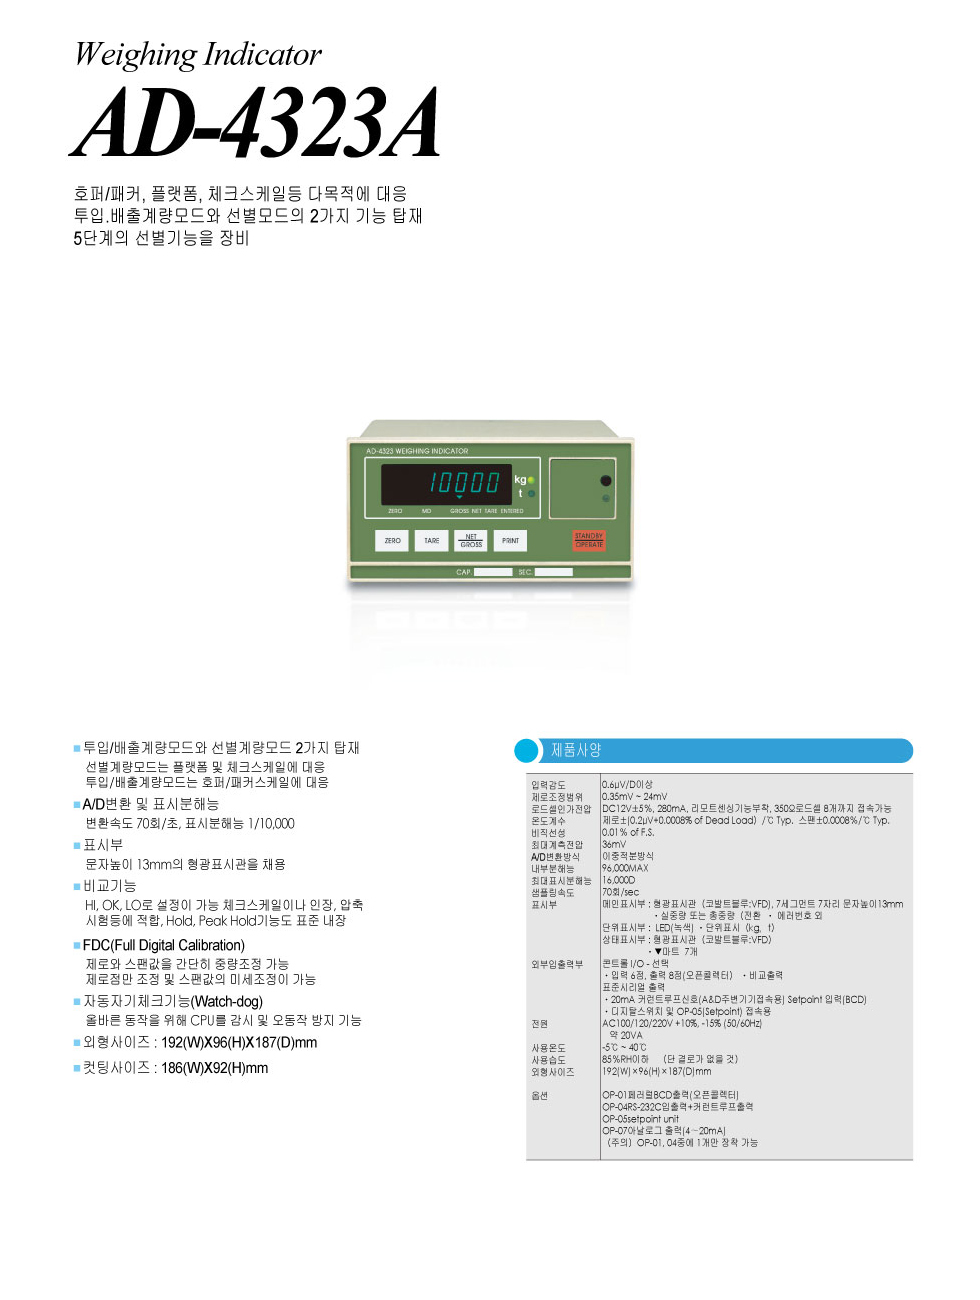 Weighing Indicator
AD-4323A
호퍼/패커, 플랫폼, 체크스케일등 다목적에 대응
투입.배출계량모드와 선별모드의 2가지 기능 탑재
5단계의 선별기능을 장비
AD-4323 WEIGHING INDICATOR
10000
kg
t
ZERO MD GROSS NET TARE ENTERED
ZERO TARE NET GROSS PRINT STANDBY OPERATE
CAP. SEC.
투입/배출계량모드와 선별계량모드 2가지 탑재
선별계량모드는 플랫폼 및 체크스케일에 대응
투입/배출계량모드는 호퍼/패커스케일에 대응
A/D변환 및 표시분해능
변환속도 70회/초, 표시분해능 1/10,000
표시부
문자높이 13mm의 형광표시관을 채용
비교기능
HI, OK, LO로 설정이 가능 체크스케일이나 인장, 압축
시험등에 적합, Hold, Peak Hold기능도 표준 내장
FDC(Full Digital Calibration)
제로와 스팬값을 간단히 중량조정 가능
제로점만 조정 및 스팬값의 미세조정이 가능
자동자기체크기능(Watch-dog)
올바른 동작을 위해 CPU를 감시 및 오동작 방지 기능
외형사이즈 : 192(W)X96(H)X187(D)mm
컷팅사이즈 : 186(W)X92(H)mm
제품사양
입력감도 0.6μV/D이상
제로조정범위 0.35mV ~ 24mV
로드셀인가전압 DC12V±5%, 280mA, 리모트센싱기능부착, 350Ω로드셀 8개까지 접속가능
온도계수 제로±(0.2μV+0.0008% of Dead Load) /℃ Typ. 스팬±0.0008%/℃ Typ.
비직선성 0.01% of F.S.
최대계측전압 36mV
A/D변환방식 이중적분방식
내부분해능 96,000MAX
최대표시분해능 16,000D
샘플링속도 70회/sec
표시부 메인표시부 : 형광표시관 (코발트블루:VFD), 7세그먼트 7자리 문자높이13mm
・실중량 또는 총중량 (전환 ・ 에러번호 외
단위표시부 : LED(녹색) ・단위표시 (kg, t)
상태표시부 : 형광표시관 (코발트블루:VFD)
・▼마트 7개
외부입출력부 콘트롤 I/O - 선택
・입력 6점, 출력 8점(오픈콜렉터) ・비교출력
표준시리얼 출력
・20mA 커런트루프신호(A&D주변기기접속용) Setpoint 입력(BCD)
・디지탈스위치 및 OP-05(Setpoint) 접속용
전원 AC100/120/220V +10%, -15% (50/60Hz)
약 20VA
사용온도 -5℃ ~ 40℃
사용습도 85%RH이하 (단 결로가 없을 것)
외형사이즈 192(W)×96(H)×187(D)mm
옵션 OP-01페러럴BCD출력(오픈콜렉터)
OP-04RS-232C입출력+커런트루프출력
OP-05setpoint unit
OP-07아날로그 출력(4~20mA)
(주의) OP-01, 04중에 1개만 장착 가능